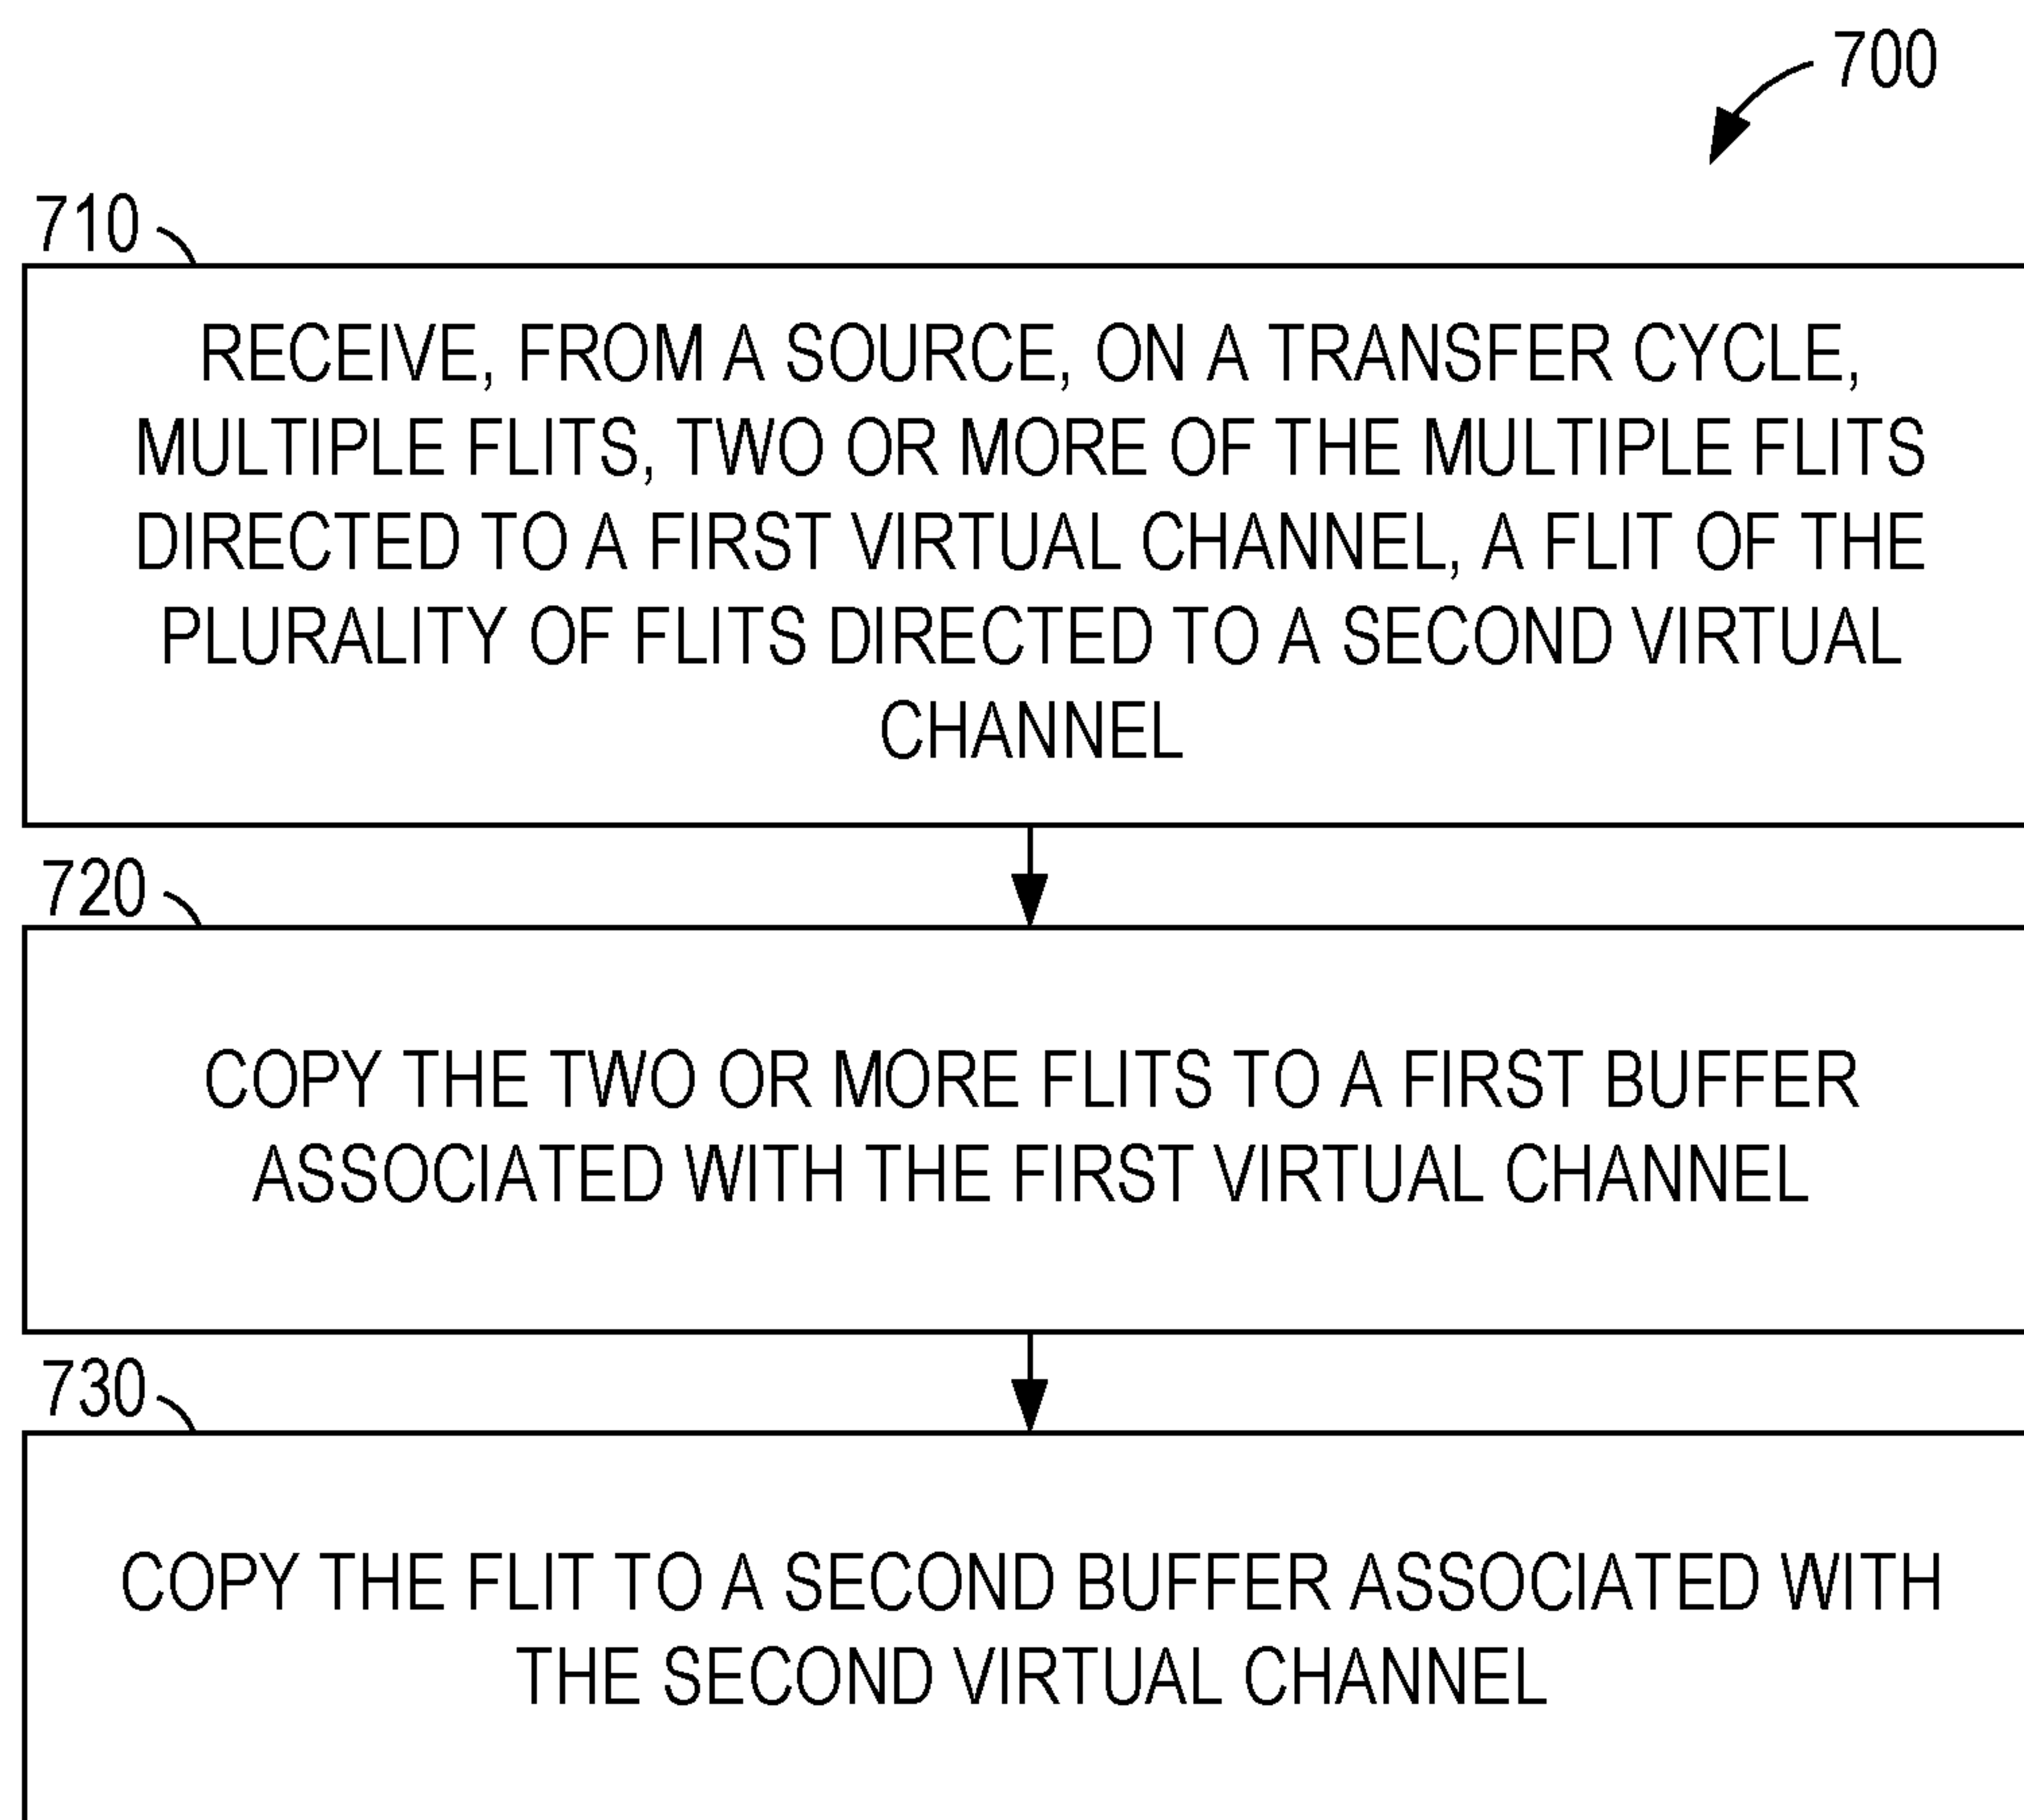 700
710
RECEIVE, FROM A SOURCE, ON A TRANSFER CYCLE,
MULTIPLE FLITS, TWO OR MORE OF THE MULTIPLE FLITS
DIRECTED TO A FIRST VIRTUAL CHANNEL, A FLIT OF THE
PLURALITY OF FLITS DIRECTED TO A SECOND VIRTUAL
CHANNEL
720
COPY THE TWO OR MORE FLITS TO A FIRST BUFFER
ASSOCIATED WITH THE FIRST VIRTUAL CHANNEL
730
COPY THE FLIT TO A SECOND BUFFER ASSOCIATED WITH
THE SECOND VIRTUAL CHANNEL